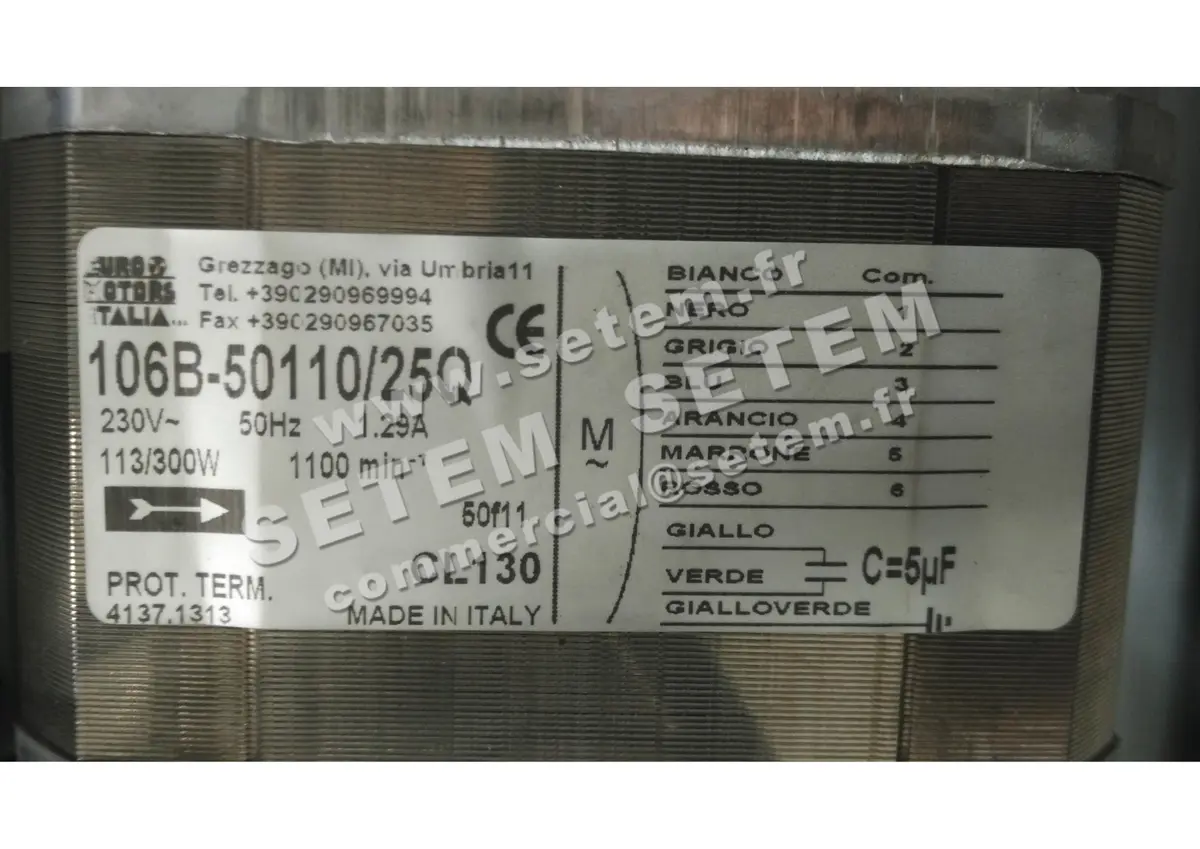 EURO
MOTORS
ITALIA
Grezzago (MI), via Umbria11
Tel. +390290969994
Fax +390290967035
CE
106B-50110/25Q
230V~ 50Hz 1.29A
113/300W 1100 min-1
50f11
PROT. TERM. CL130
4137.1313 MADE IN ITALY
M
~
BIANCO Com.
NERO 1
GRIGIO 2
BLU 3
ARANCIO 4
MARRONE 5
ROSSO 6
GIALLO
VERDE C=5µF
GIALLOVERDE
www.setem.fr
SETEM SETEM
commercial@setem.fr